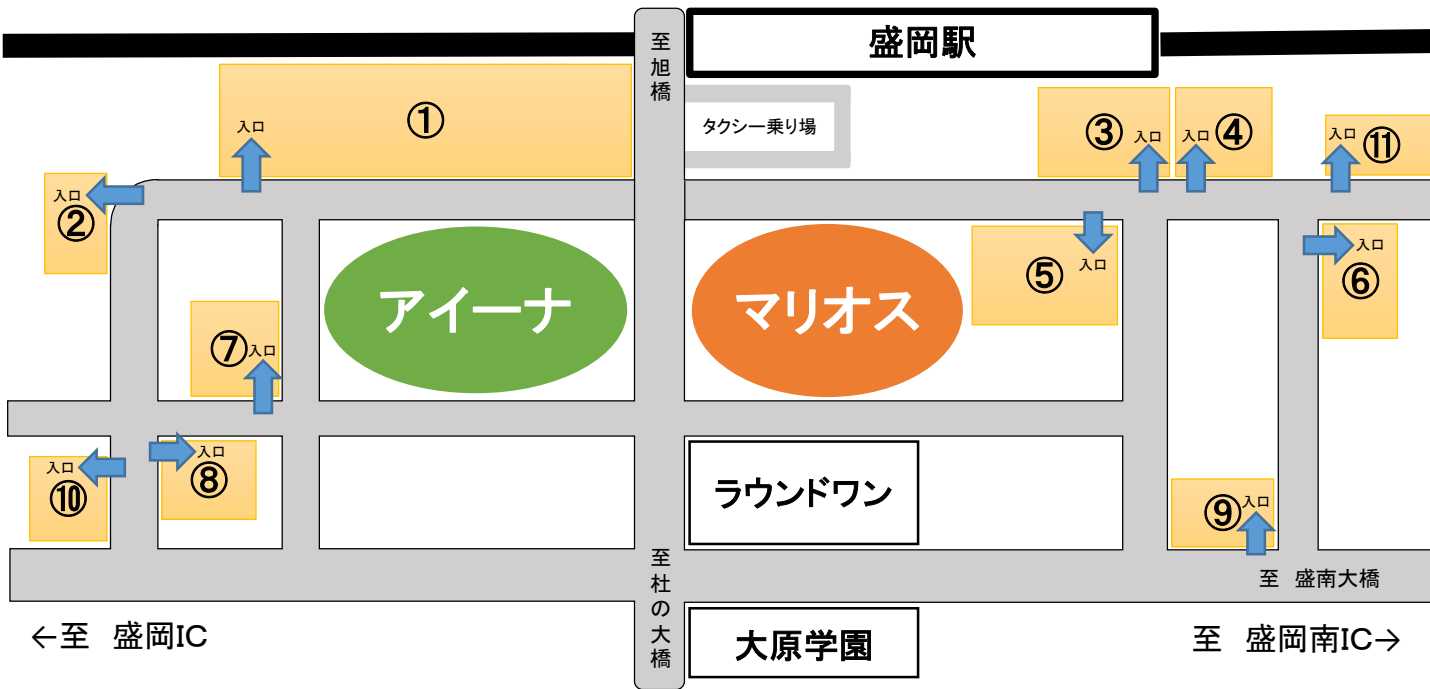 至旭橋
盛岡駅
タクシー乗り場
①
入口
②
入口
③
入口
④
入口
⑪
入口
アイーナ
マリオス
⑤
入口
⑥
入口
⑦
入口
⑧
入口
⑩
入口
ラウンドワン
⑨
入口
至杜の大橋
至 盛南大橋
←至 盛岡IC
大原学園
至 盛岡南IC→